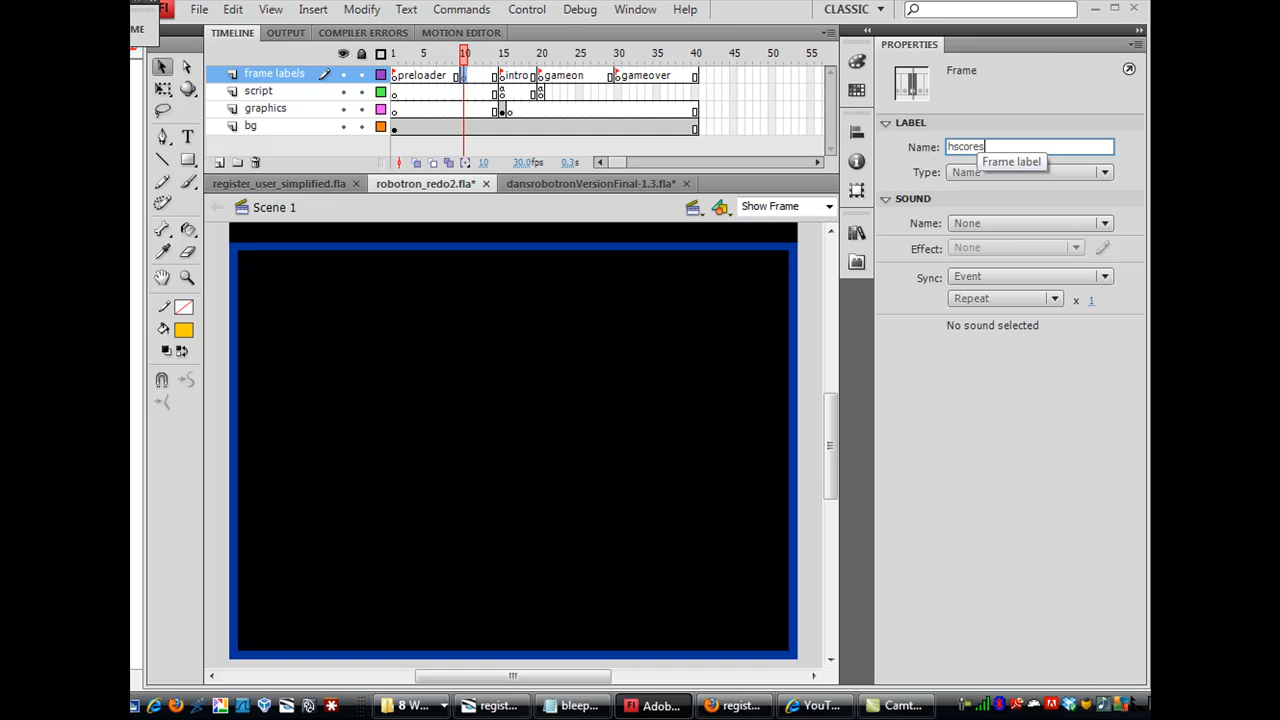 Fl File Edit View Insert Modify Text Commands Control Debug Window Help CLASSIC
ME
TIMELINE OUTPUT COMPILER ERRORS MOTION EDITOR
1 5 10 15 20 25 30 35 40 45 50 55
frame labels preloader intro gameon gameover
script a a
graphics
bg
10 30.0fps 0.3s
register_user_simplified.fla robotron_redo2.fla* dansrobotronVersionFinal-1.3.fla*
Scene 1 Show Frame
PROPERTIES
Frame
LABEL
Name: hscores
Frame label
Type: Name
SOUND
Name: None
Effect: None
Sync: Event
Repeat x 1
No sound selected
8 W... regist... bleep... Fl Adob... regist... YouT... Camt...